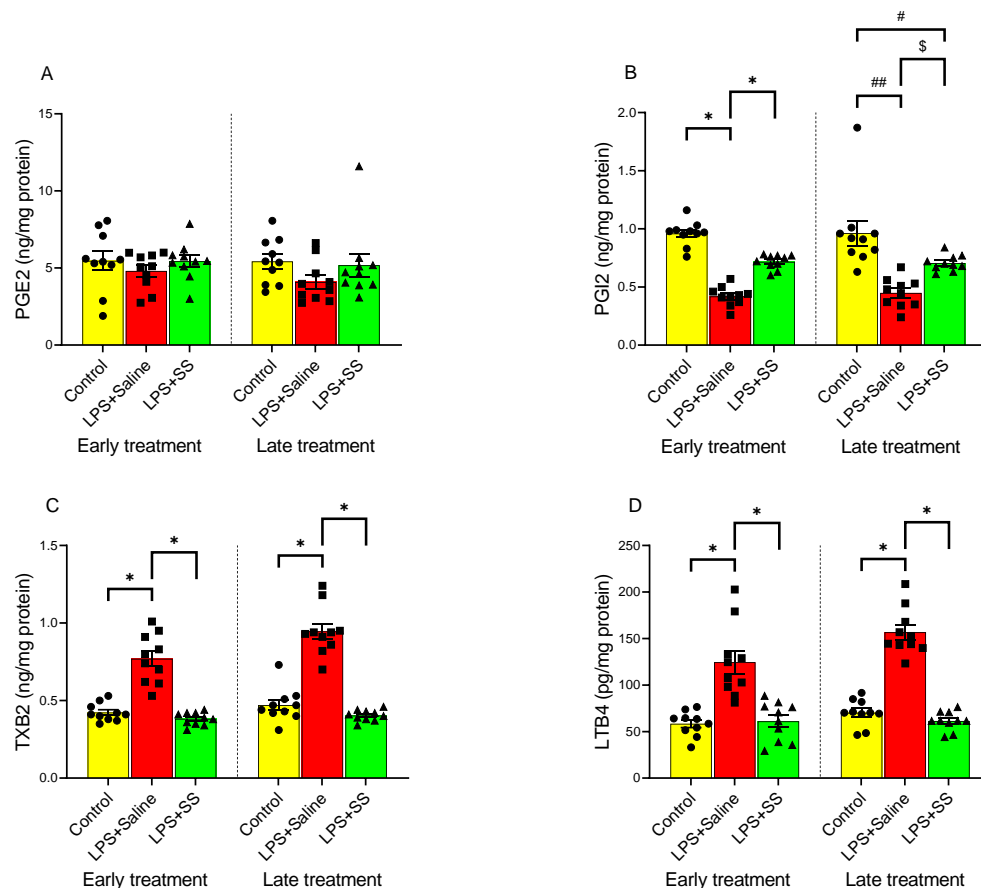 A
PGE2 (ng/mg protein)
15
10
5
0
Control
LPS+Saline
LPS+SS
Control
LPS+Saline
LPS+SS
Early treatment
Late treatment
B
#
$
##
*
*
PGI2 (ng/mg protein)
2.0
1.5
1.0
0.5
0.0
Control
LPS+Saline
LPS+SS
Control
LPS+Saline
LPS+SS
Early treatment
Late treatment
C
*
*
*
*
TXB2 (ng/mg protein)
1.5
1.0
0.5
0.0
Control
LPS+Saline
LPS+SS
Control
LPS+Saline
LPS+SS
Early treatment
Late treatment
D
*
*
*
*
LTB4 (pg/mg protein)
250
200
150
100
50
0
Control
LPS+Saline
LPS+SS
Control
LPS+Saline
LPS+SS
Early treatment
Late treatment